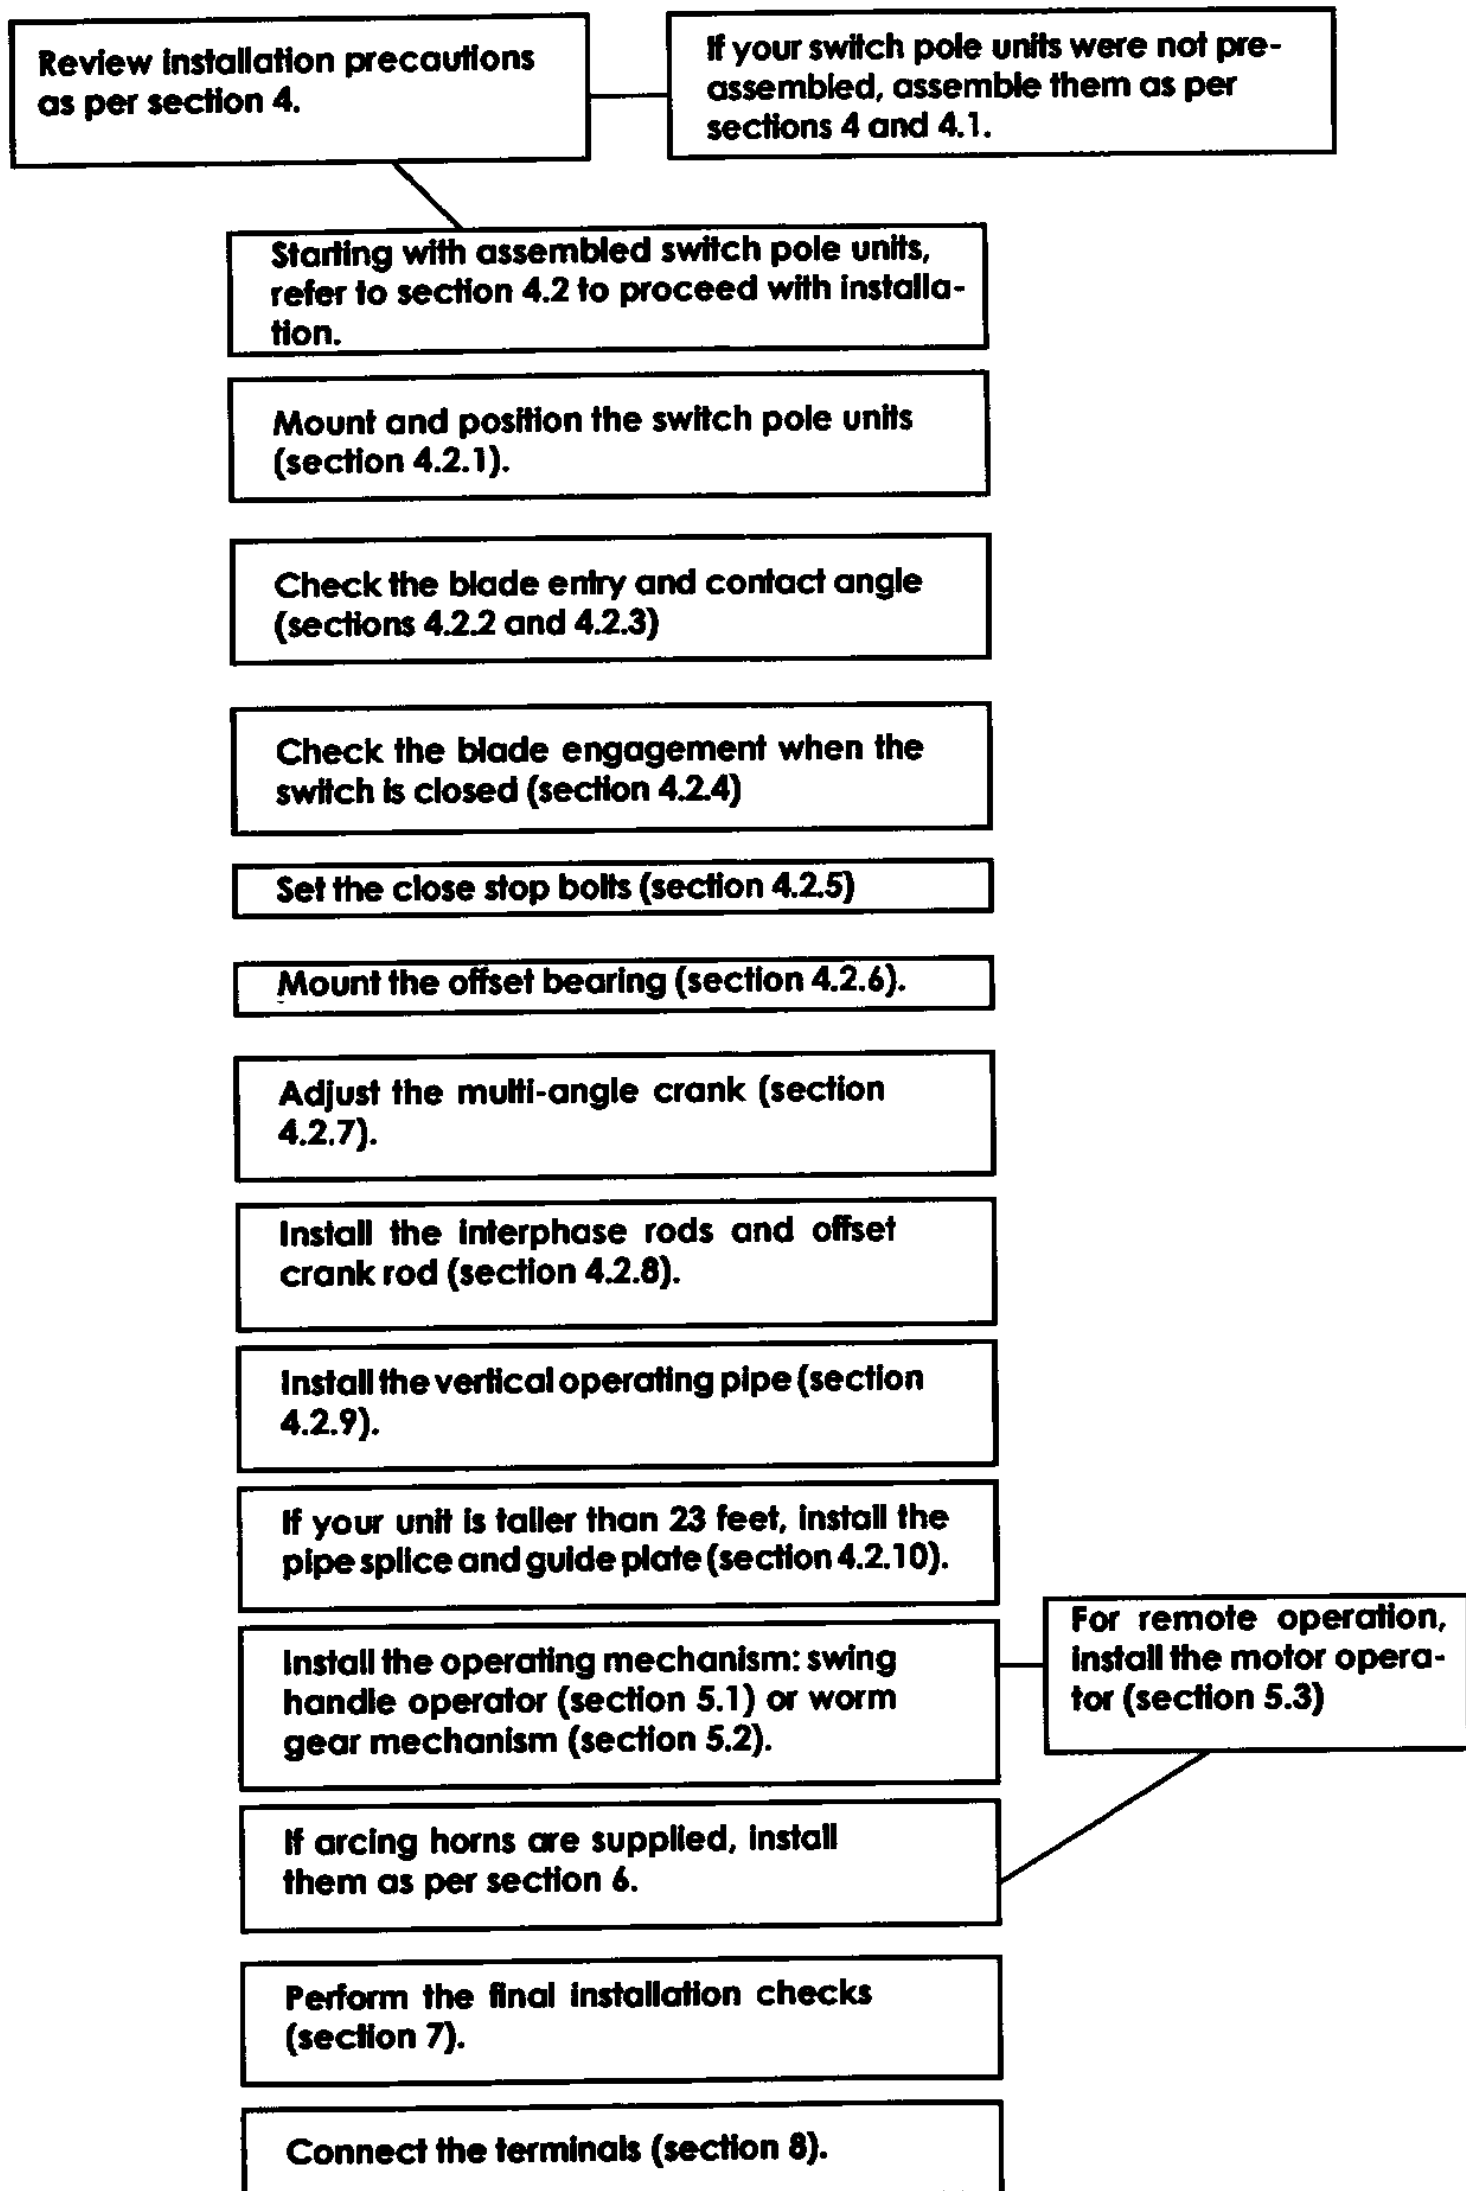 Review installation precautions
as per section 4.
If your switch pole units were not pre-
assembled, assemble them as per
sections 4 and 4.1.
Starting with assembled switch pole units,
refer to section 4.2 to proceed with installa-
tion.
Mount and position the switch pole units
(section 4.2.1).
Check the blade entry and contact angle
(sections 4.2.2 and 4.2.3)
Check the blade engagement when the
switch is closed (section 4.2.4)
Set the close stop bolts (section 4.2.5)
Mount the offset bearing (section 4.2.6).
Adjust the multi-angle crank (section
4.2.7).
Install the interphase rods and offset
crank rod (section 4.2.8).
Install the vertical operating pipe (section
4.2.9).
If your unit is taller than 23 feet, install the
pipe splice and guide plate (section 4.2.10).
Install the operating mechanism: swing
handle operator (section 5.1) or worm
gear mechanism (section 5.2).
For remote operation,
install the motor opera-
tor (section 5.3)
If arcing horns are supplied, install
them as per section 6.
Perform the final installation checks
(section 7).
Connect the terminals (section 8).